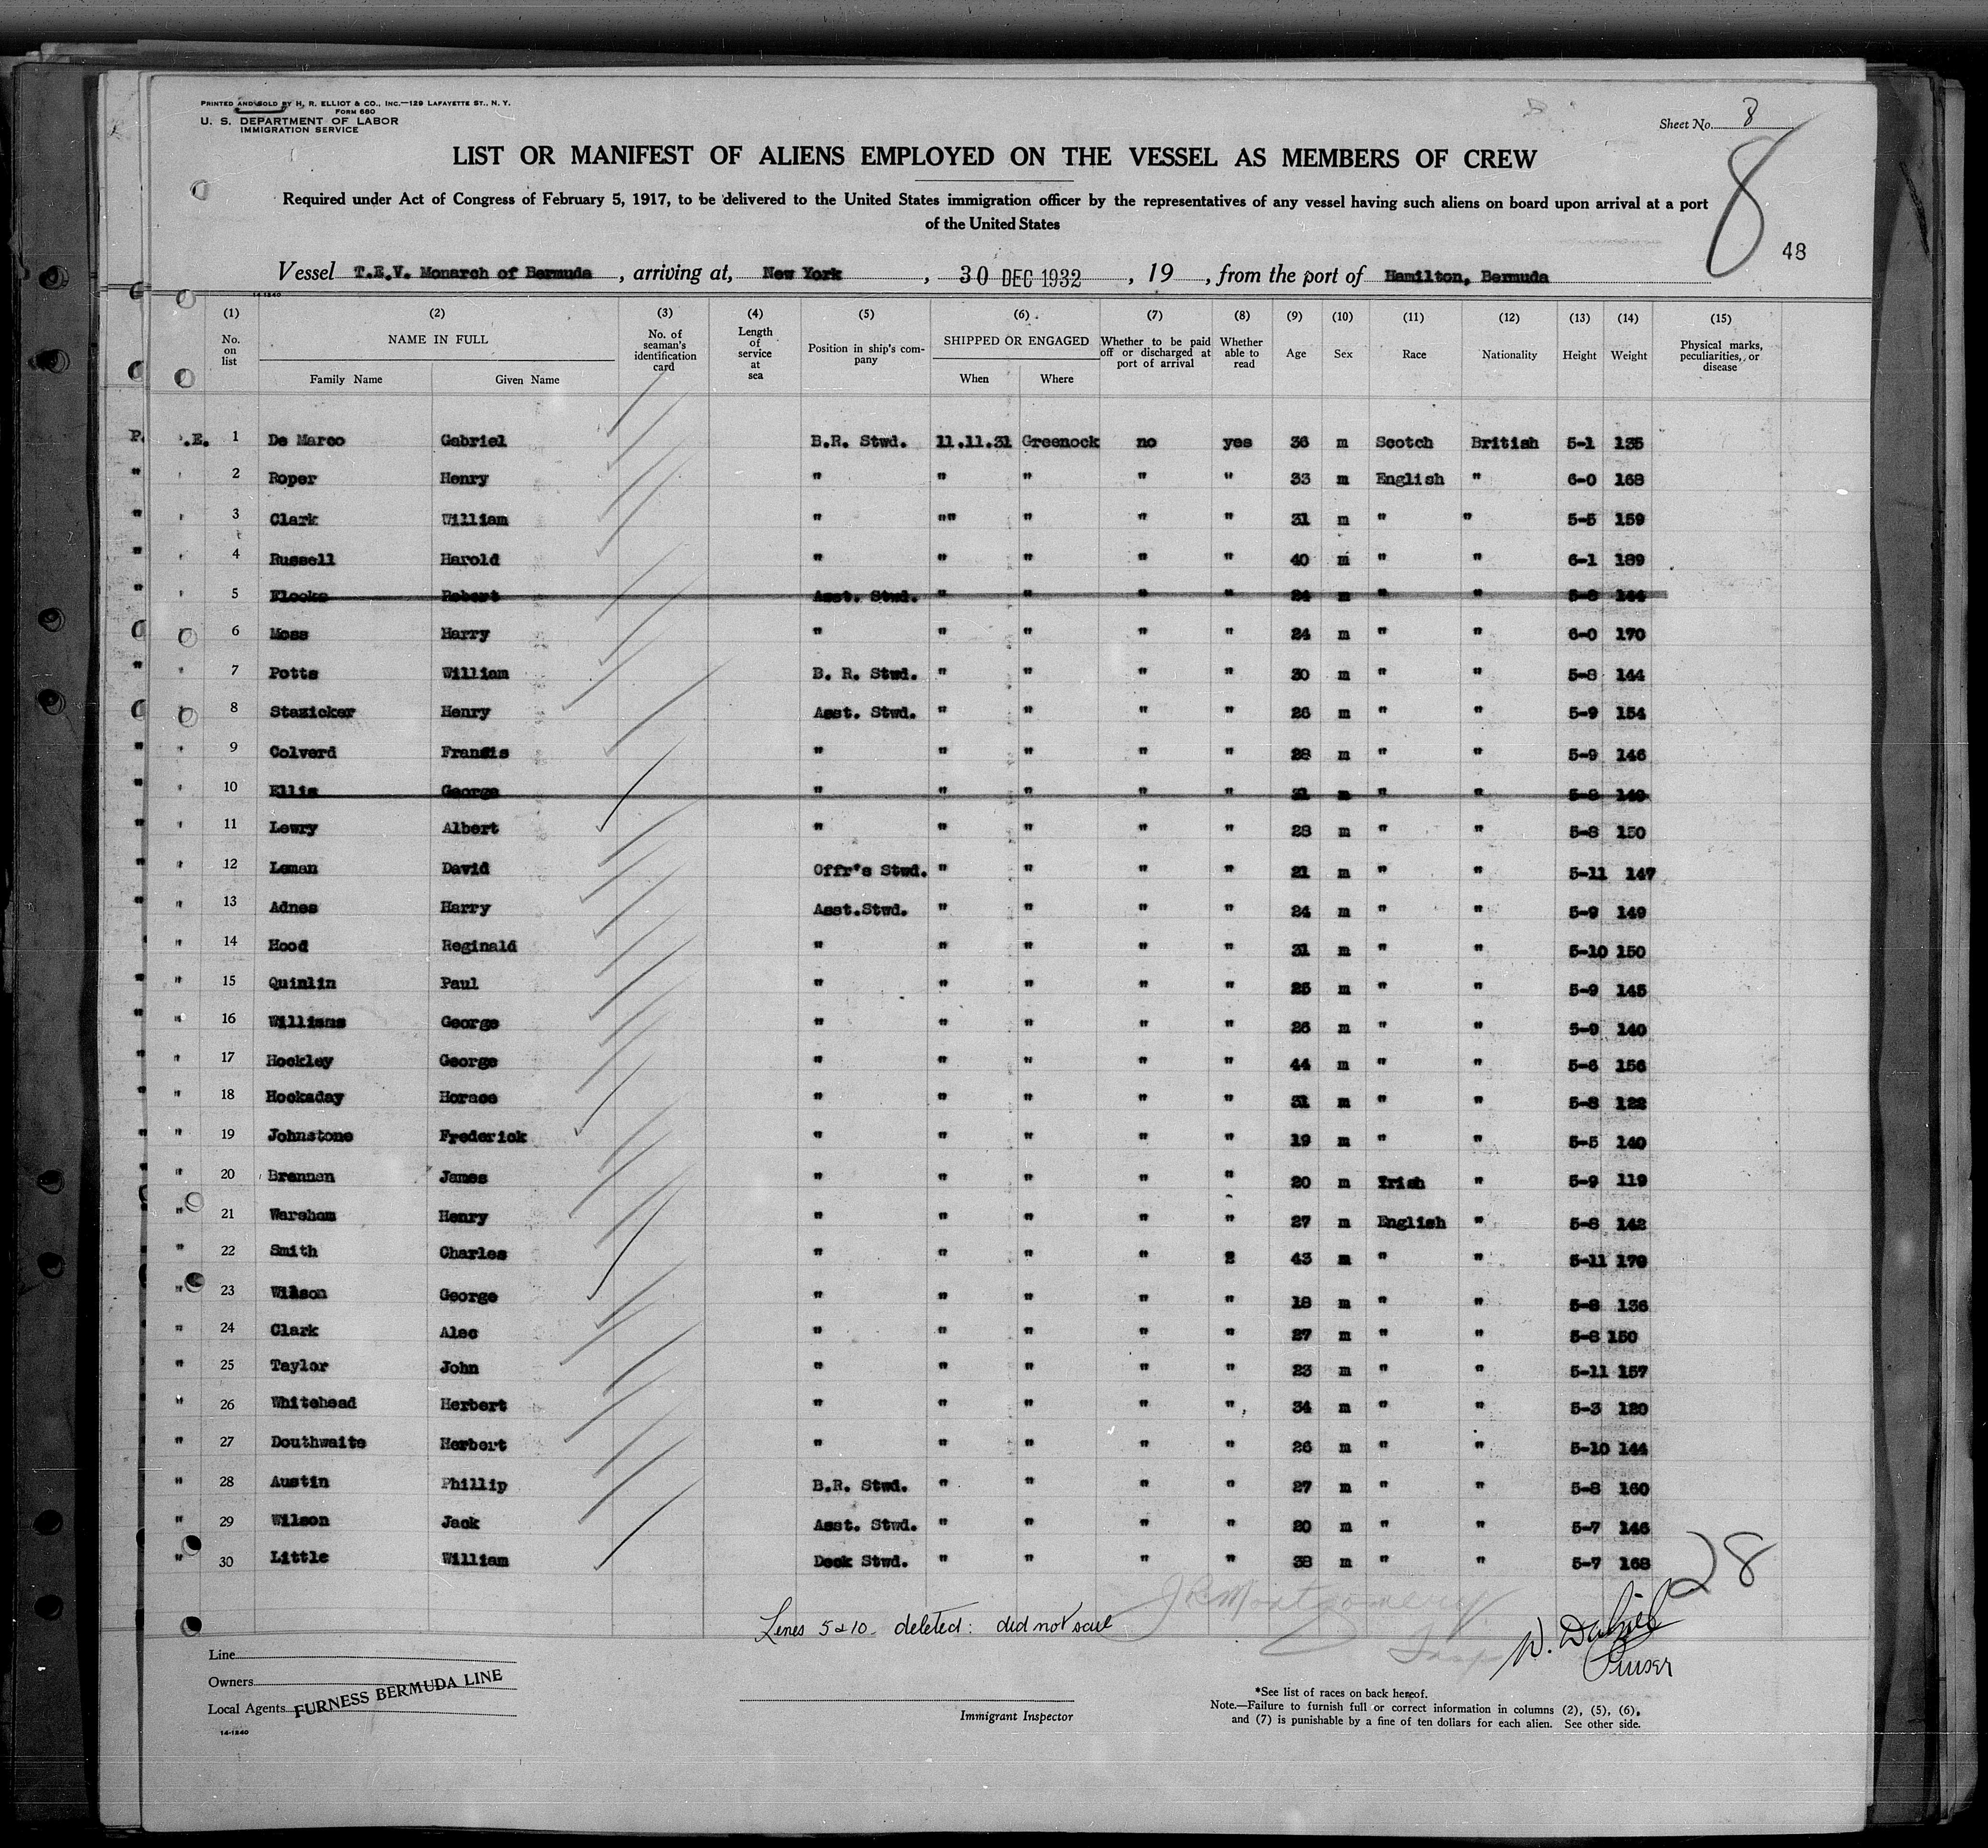 PRINTED AND SOLD BY H. R. ELLIOT & CO., INC.—129 LAFAYETTE ST., N. Y.
FORM 680
U. S. DEPARTMENT OF LABOR
IMMIGRATION SERVICE
Sheet No. 8
8
LIST OR MANIFEST OF ALIENS EMPLOYED ON THE VESSEL AS MEMBERS OF CREW
Required under Act of Congress of February 5, 1917, to be delivered to the United States immigration officer by the representatives of any vessel having such aliens on board upon arrival at a port
of the United States
48
Vessel T.E.V. Monarch of Bermuda, arriving at, New York, 30 DEC 1932, 19, from the port of Hamilton, Bermuda
14-1240
(1) (2) (3) (4) (5) (6) (7) (8) (9) (10) (11) (12) (13) (14) (15)
No. on list NAME IN FULL No. of seaman's identification card Length of service at sea Position in ship's company SHIPPED OR ENGAGED Whether to be paid off or discharged at port of arrival Whether able to read Age Sex Race Nationality Height Weight Physical marks, peculiarities, or disease
Family Name Given Name When Where
P. .E. 1 De Marco Gabriel B.R. Stwd. 11.11.31 Greenock no yes 36 m Scotch British 5-1 135
" 2 Roper Henry " " " " " 33 m English " 6-0 168
" 3 Clark William " "" " " " 31 m " " 5-5 159
" 4 Russell Harold " " " " " 40 m " " 6-1 189
" 5 Flooks Robert Asst. Stwd. " " " " 24 m " " 5-8 144
" 6 Moss Harry " " " " " 24 m " " 6-0 170
" 7 Potts William B. R. Stwd. " " " " 30 m " " 5-8 144
" 8 Stazicker Henry Asst. Stwd. " " " " 26 m " " 5-9 154
" 9 Colverd Francis " " " " " 28 m " " 5-9 146
" 10 Ellis George " " " " " 31 m " " 5-8 140
" 11 Lewry Albert " " " " " 28 m " " 5-8 150
" 12 Leman David Offr's Stwd. " " " " 21 m " " 5-11 147
" 13 Adnes Harry Asst.Stwd. " " " " 24 m " " 5-9 149
" " 14 Hood Reginald " " " " " 31 m " " 5-10 150
" " 15 Quinlin Paul " " " " " 25 m " " 5-9 145
" " 16 Williams George " " " " " 26 m " " 5-9 140
" " 17 Hockley George " " " " " 44 m " " 5-6 156
" " 18 Hockaday Horace " " " " " 31 m " " 5-8 122
" " 19 Johnstone Frederick " " " " " 19 m " " 5-5 140
" " 20 Brennen James " " " " " 20 m Irish " 5-9 119
" 21 Wareham Henry " " " " " 27 m English " 5-8 142
" 22 Smith Charles " " " " 2 43 m " " 5-11 170
" 23 Wilson George " " " " " 18 m " " 5-8 136
" 24 Clark Alec " " " " " 27 m " " 5-8 150
" 25 Taylor John " " " " " 23 m " " 5-11 157
" 26 Whitehead Herbert " " " " " 34 m " " 5-3 120
" 27 Douthwaite Herbert " " " " " 26 m " " 5-10 144
" 28 Austin Phillip B.R. Stwd. " " " " 27 m " " 5-8 160
" 29 Wilson Jack Asst. Stwd. " " " " 20 m " " 5-7 146
" 30 Little William Deck Stwd. " " " " 38 m " " 5-7 168
28
Lines 5 & 10 deleted: did not sail
J R Montgomery
Insp
Purser
Line
Owners
Local Agents FURNESS BERMUDA LINE
14-1240
Immigrant Inspector
*See list of races on back hereof.
Note.—Failure to furnish full or correct information in columns (2), (5), (6),
and (7) is punishable by a fine of ten dollars for each alien. See other side.